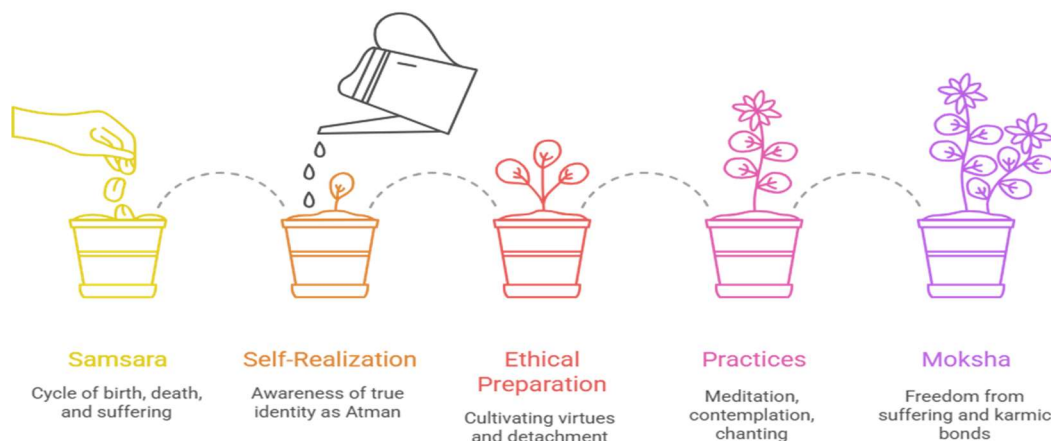 Samsara
Cycle of birth, death,
and suffering
Self-Realization
Awareness of true
identity as Atman
Ethical
Preparation
Cultivating virtues
and detachment
Practices
Meditation,
contemplation,
chanting
Moksha
Freedom from
suffering and karmic
bonds